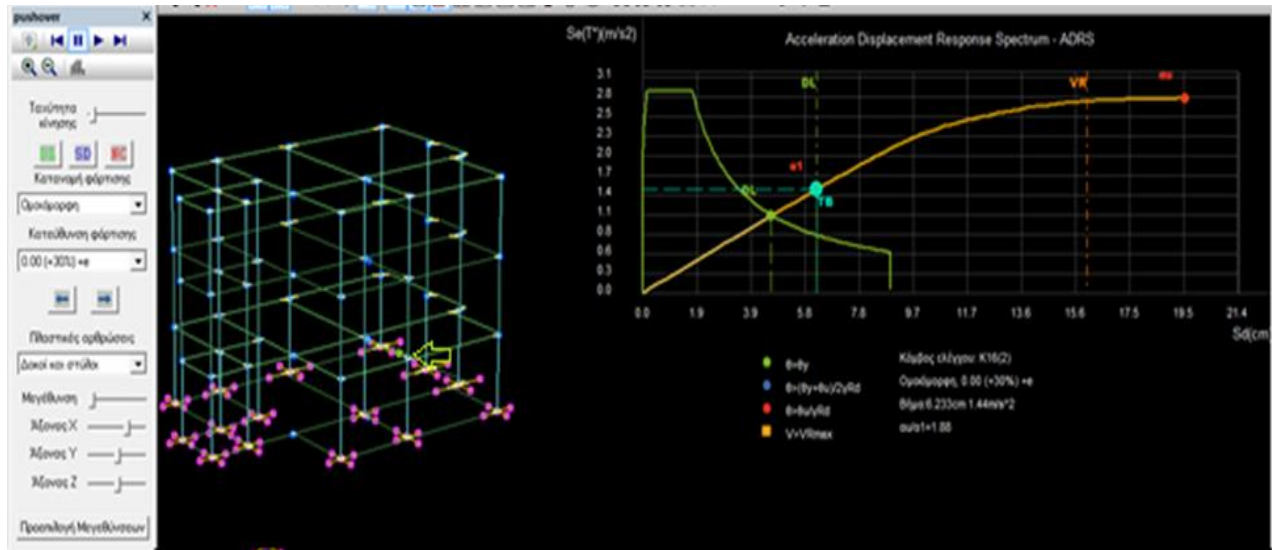 pushover
Ταχύτητα
κίνησης
SD
NC
Κατανομή φόρτισης
Ομοιόμορφη
Κατεύθυνση φόρτισης
0.00 (+30%) +e
Πλαστικές αρθρώσεις
Δοκοί και στύλοι
Μεγέθυνση
Άξονας X
Άξονας Y
Άξονας Z
Προεπιλογή Μεγεθύνσεων
Se(T*)(m/s2)
Acceleration Displacement Response Spectrum - ADRS
3.1
2.8
2.5
2.3
2.0
1.7
1.4
1.1
0.8
0.6
0.3
0.0
DL
VR
αu
α1
DL
TB
0.0 1.9 3.9 5.8 7.8 9.7 11.7 13.6 15.6 17.5 19.5 21.4
Sd(cm)
θ>θy
θ>(θy+θu)/2γRd
θ>θu/γRd
V>VRmax
Κόμβος ελέγχου: K16(2)
Ομοιόμορφη, 0.00 (+30%) +e
Βήμα:6.233cm 1.44m/s^2
αu/α1=1.88